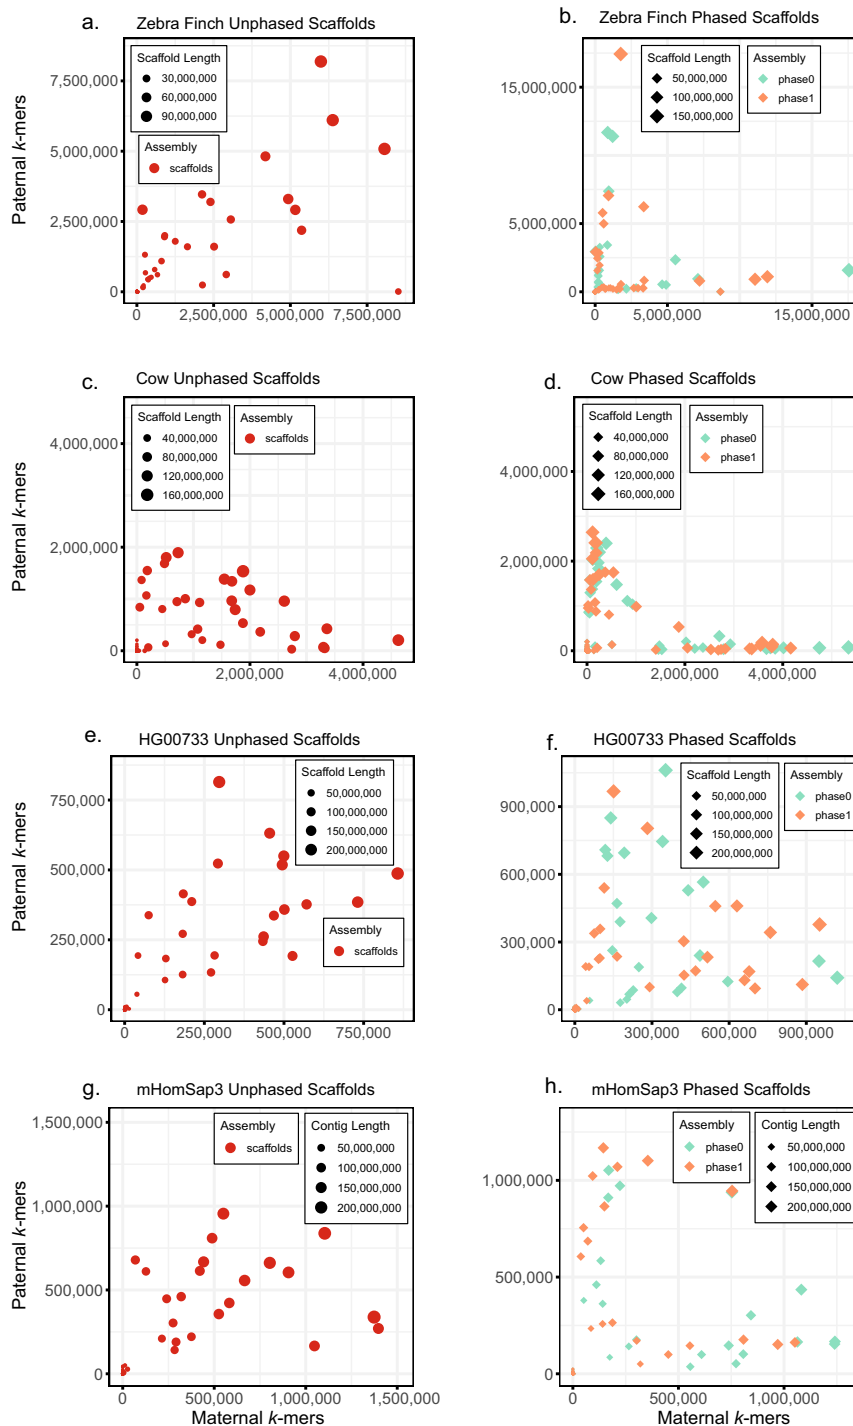 a. Zebra Finch Unphased Scaffolds
Paternal k-mers
7,500,000
5,000,000
2,500,000
0
Scaffold Length
30,000,000
60,000,000
90,000,000
Assembly
scaffolds
0 2,500,000 5,000,000 7,500,000
b. Zebra Finch Phased Scaffolds
15,000,000
5,000,000
0
Scaffold Length
50,000,000
100,000,000
150,000,000
Assembly
phase0
phase1
0 5,000,000 15,000,000
c. Cow Unphased Scaffolds
Paternal k-mers
4,000,000
2,000,000
0
Scaffold Length
40,000,000
80,000,000
120,000,000
160,000,000
Assembly
scaffolds
0 2,000,000 4,000,000
d. Cow Phased Scaffolds
4,000,000
2,000,000
0
Scaffold Length
40,000,000
80,000,000
120,000,000
160,000,000
Assembly
phase0
phase1
0 2,000,000 4,000,000
e. HG00733 Unphased Scaffolds
Paternal k-mers
750,000
500,000
250,000
0
Scaffold Length
50,000,000
100,000,000
150,000,000
200,000,000
Assembly
scaffolds
0 250,000 500,000 750,000
f. HG00733 Phased Scaffolds
900,000
600,000
300,000
0
Scaffold Length
50,000,000
100,000,000
150,000,000
200,000,000
Assembly
phase0
phase1
0 300,000 600,000 900,000
g. mHomSap3 Unphased Scaffolds
Paternal k-mers
1,500,000
1,000,000
500,000
0
Assembly
scaffolds
Contig Length
50,000,000
100,000,000
150,000,000
200,000,000
0 500,000 1,000,000 1,500,000
Maternal k-mers
h. mHomSap3 Phased Scaffolds
1,000,000
500,000
0
Assembly
phase0
phase1
Contig Length
50,000,000
100,000,000
150,000,000
200,000,000
0 500,000 1,000,000
Maternal k-mers